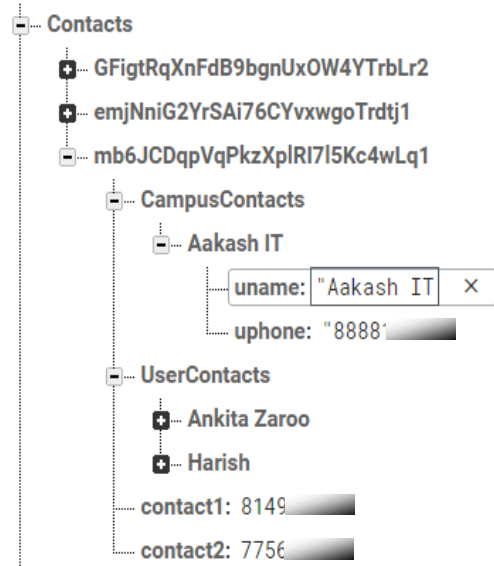 Contacts
GFigtRqXnFdB9bgnUxOW4YTrbLr2
emjNniG2YrSAi76CYvxwgoTrdtj1
mb6JCDqpVqPkzXplRI7l5Kc4wLq1
CampusContacts
Aakash IT
uname: "Aakash IT ×
uphone: "8888
UserContacts
Ankita Zaroo
Harish
contact1: 8149
contact2: 7756